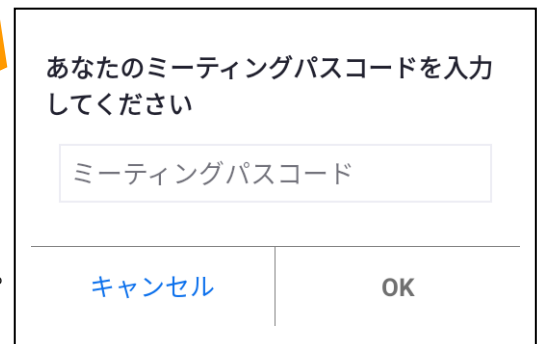 あなたのミーティングパスコードを入力
してください
ミーティングパスコード
キャンセル
OK